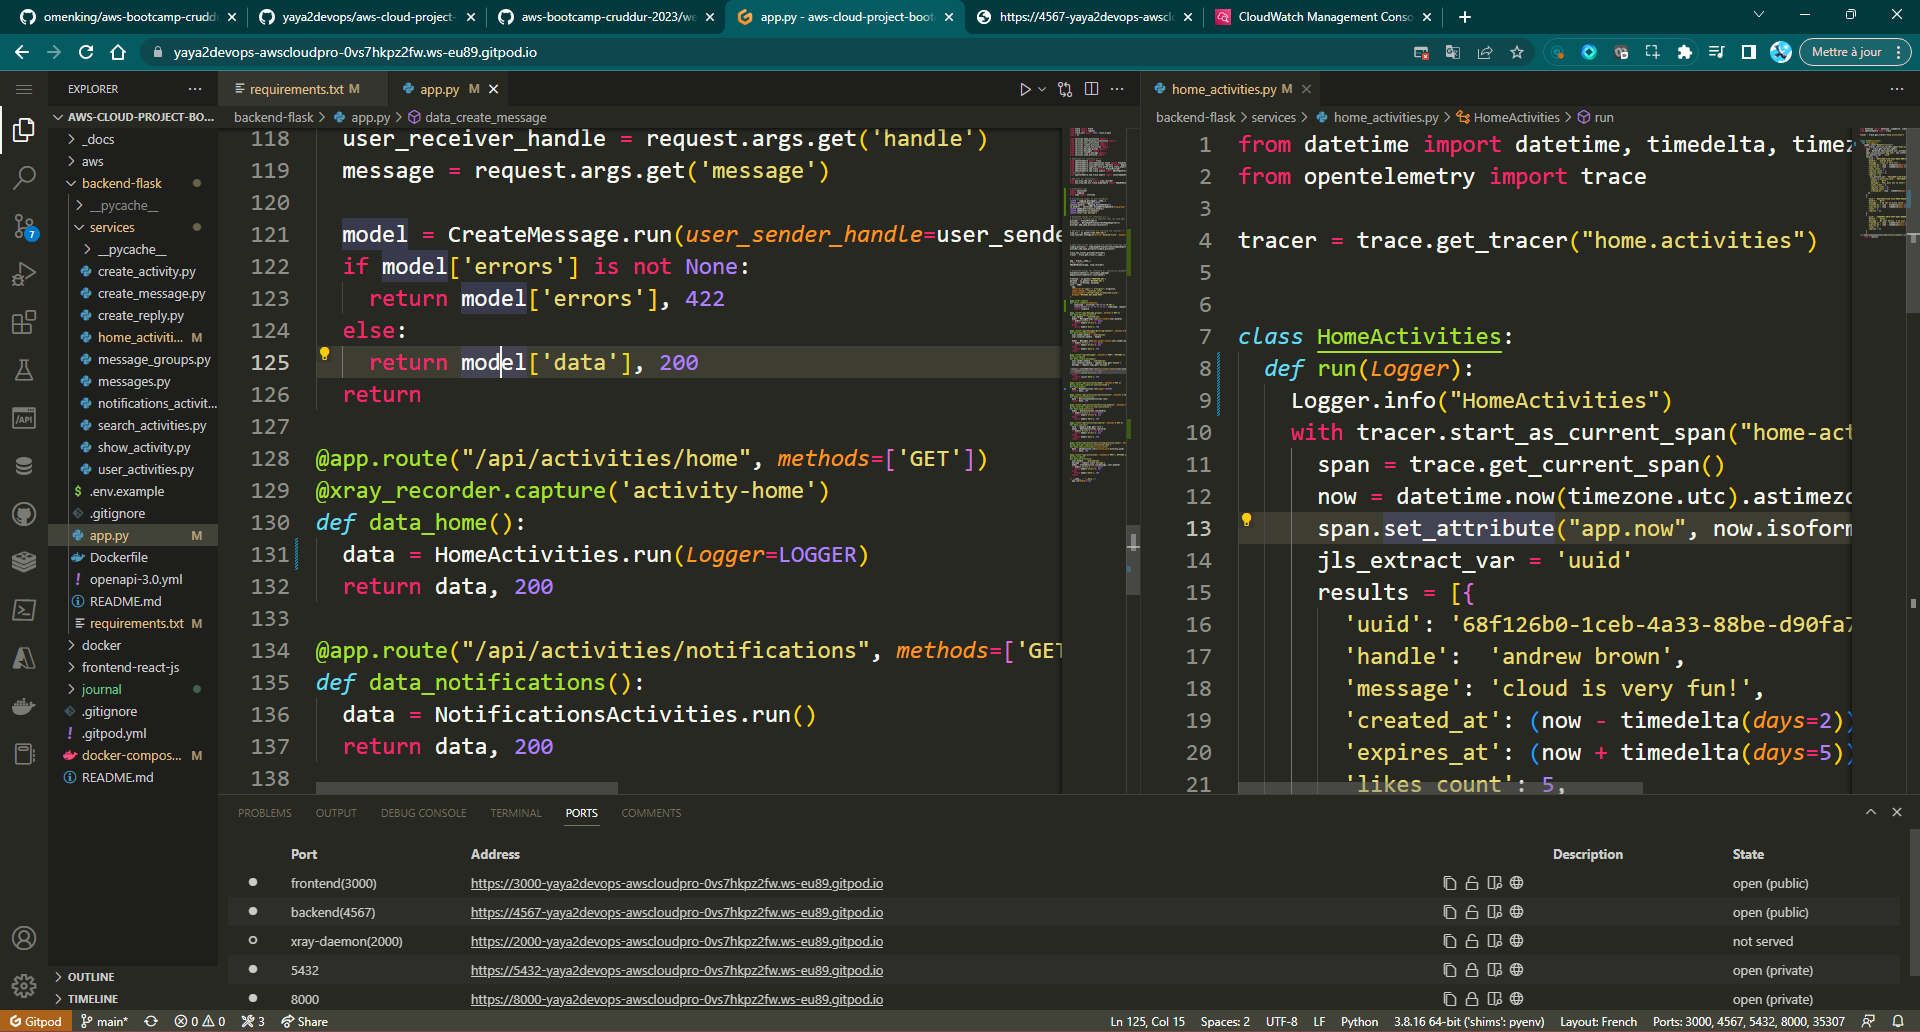 omenking/aws-bootcamp-cruddu
yaya2devops/aws-cloud-project-
aws-bootcamp-cruddur-2023/we
app.py - aws-cloud-project-boot
https://4567-yaya2devops-awscl
CloudWatch Management Conso
yaya2devops-awscloudpro-0vs7hkpz2fw.ws-eu89.gitpod.io
Mettre à jour
EXPLORER
AWS-CLOUD-PROJECT-BO...
_docs
aws
backend-flask
__pycache__
services
__pycache__
create_activity.py
create_message.py
create_reply.py
home_activiti... M
message_groups.py
messages.py
notifications_activit...
search_activities.py
show_activity.py
user_activities.py
$ .env.example
.gitignore
app.py M
Dockerfile
! openapi-3.0.yml
README.md
requirements.txt M
docker
frontend-react-js
journal
.gitignore
! .gitpod.yml
docker-compos... M
README.md
OUTLINE
TIMELINE
7
/API
requirements.txt M
app.py M
backend-flask > app.py > data_create_message
118 user_receiver_handle = request.args.get('handle')
119 message = request.args.get('message')
120
121 model = CreateMessage.run(user_sender_handle=user_sende
122 if model['errors'] is not None:
123 return model['errors'], 422
124 else:
125 return model['data'], 200
126 return
127
128 @app.route("/api/activities/home", methods=['GET'])
129 @xray_recorder.capture('activity-home')
130 def data_home():
131 data = HomeActivities.run(Logger=LOGGER)
132 return data, 200
133
134 @app.route("/api/activities/notifications", methods=['GET
135 def data_notifications():
136 data = NotificationsActivities.run()
137 return data, 200
138
home_activities.py M
backend-flask > services > home_activities.py > HomeActivities > run
1 from datetime import datetime, timedelta, timez
2 from opentelemetry import trace
3
4 tracer = trace.get_tracer("home.activities")
5
6
7 class HomeActivities:
8 def run(Logger):
9 Logger.info("HomeActivities")
10 with tracer.start_as_current_span("home-act
11 span = trace.get_current_span()
12 now = datetime.now(timezone.utc).astimezo
13 span.set_attribute("app.now", now.isoform
14 jls_extract_var = 'uuid'
15 results = [{
16 'uuid': '68f126b0-1ceb-4a33-88be-d90fa7
17 'handle': 'andrew brown',
18 'message': 'cloud is very fun!',
19 'created_at': (now - timedelta(days=2))
20 'expires_at': (now + timedelta(days=5))
21 'likes_count': 5,
PROBLEMS OUTPUT DEBUG CONSOLE TERMINAL PORTS COMMENTS
Port Address Description State
frontend(3000) https://3000-yaya2devops-awscloudpro-0vs7hkpz2fw.ws-eu89.gitpod.io open (public)
backend(4567) https://4567-yaya2devops-awscloudpro-0vs7hkpz2fw.ws-eu89.gitpod.io open (public)
xray-daemon(2000) https://2000-yaya2devops-awscloudpro-0vs7hkpz2fw.ws-eu89.gitpod.io not served
5432 https://5432-yaya2devops-awscloudpro-0vs7hkpz2fw.ws-eu89.gitpod.io open (private)
8000 https://8000-yaya2devops-awscloudpro-0vs7hkpz2fw.ws-eu89.gitpod.io open (private)
Gitpod main* 0 0 3 Share Ln 125, Col 15 Spaces: 2 UTF-8 LF Python 3.8.16 64-bit ('shims': pyenv) Layout: French Ports: 3000, 4567, 5432, 8000, 35307